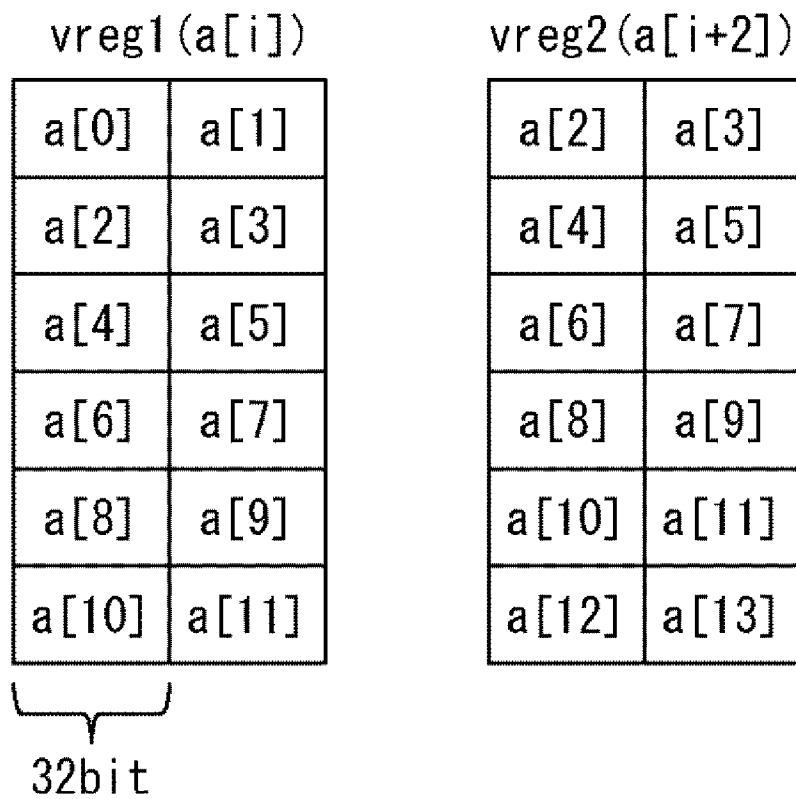 vreg1(a[i]) vreg2(a[i+2])
a[0] a[1] a[2] a[3]
a[2] a[3] a[4] a[5]
a[4] a[5] a[6] a[7]
a[6] a[7] a[8] a[9]
a[8] a[9] a[10] a[11]
a[10] a[11] a[12] a[13]
32bit